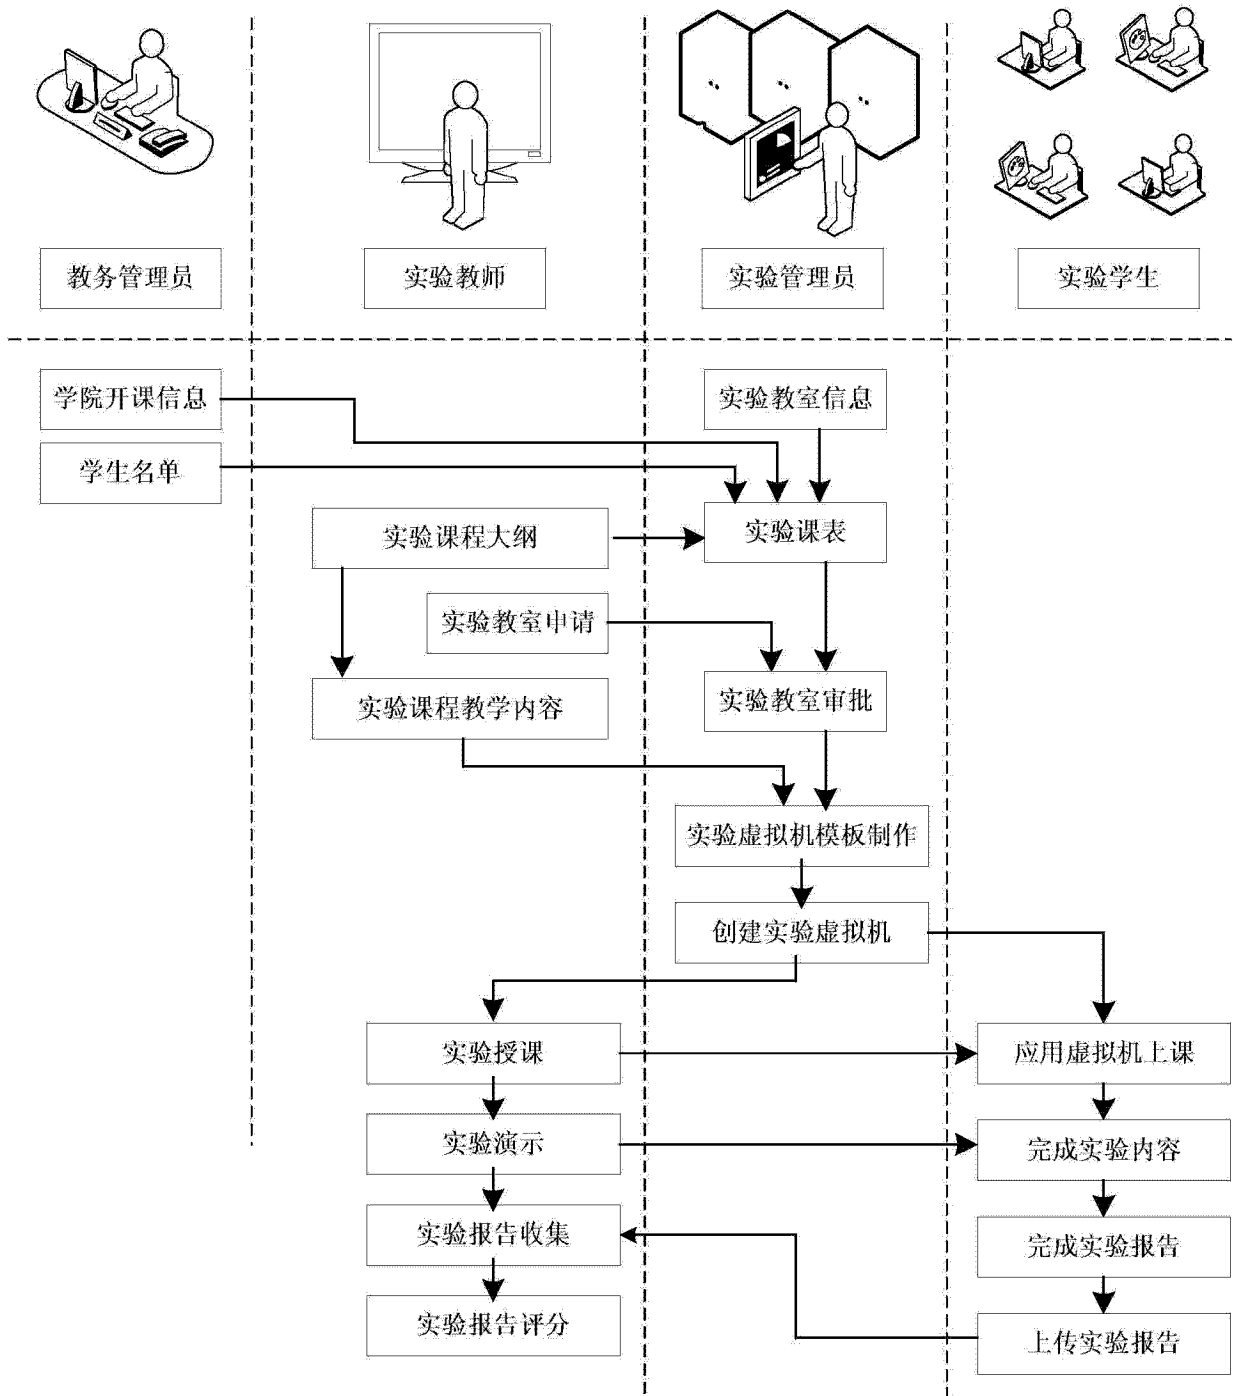 教务管理员
实验教师
实验管理员
实验学生
学院开课信息
实验教室信息
学生名单
实验课程大纲
实验课表
实验教室申请
实验课程教学内容
实验教室审批
实验虚拟机模板制作
创建实验虚拟机
实验授课
应用虚拟机上课
实验演示
完成实验内容
实验报告收集
完成实验报告
实验报告评分
上传实验报告